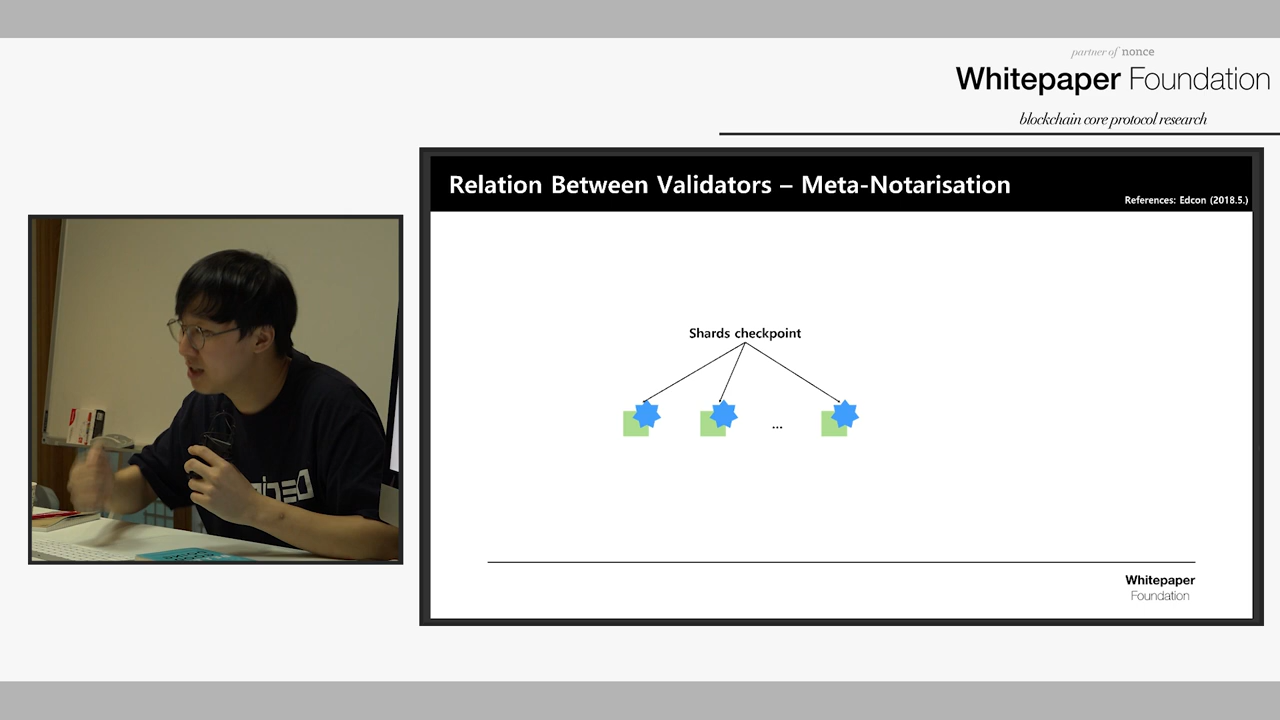 partner of nonce
Whitepaper Foundation
blockchain core protocol research
Relation Between Validators – Meta-Notarisation
References: Edcon (2018.5.)
Shards checkpoint
...
Whitepaper
Foundation